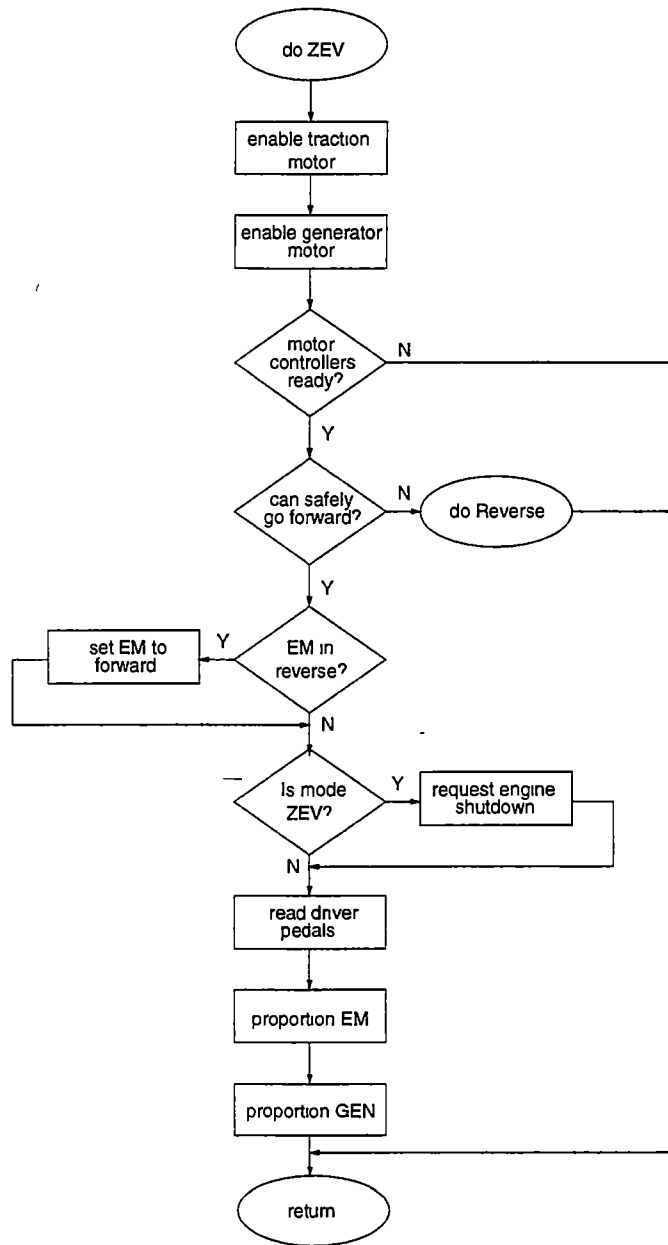 do ZEV
enable traction
motor
enable generator
motor
motor
controllers
ready?
N
Y
can safely
go forward?
N
do Reverse
Y
EM in
reverse?
Y
set EM to
forward
N
Is mode
ZEV?
Y
request engine
shutdown
N
read driver
pedals
proportion EM
proportion GEN
return